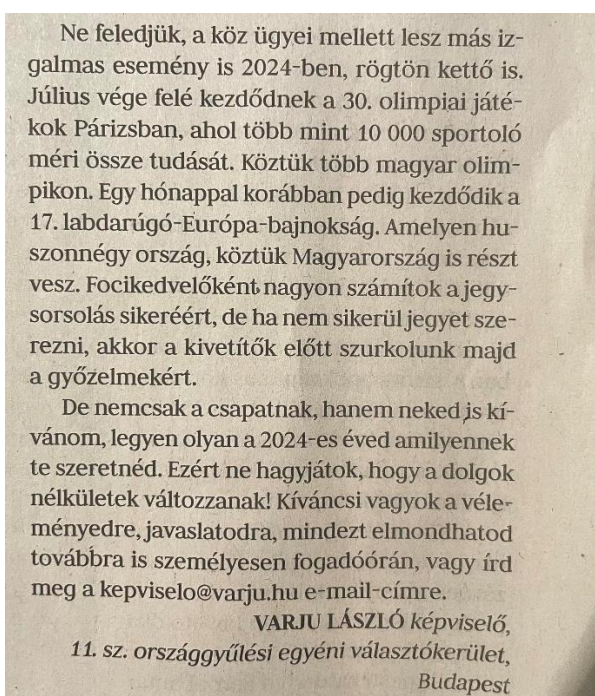 Ne feledjük, a köz ügyei mellett lesz más iz-
galmas esemény is 2024-ben, rögtön kettő is.
Július vége felé kezdődnek a 30. olimpiai játé-
kok Párizsban, ahol több mint 10 000 sportoló
méri össze tudását. Köztük több magyar olim-
pikon. Egy hónappal korábban pedig kezdődik a
17. labdarúgó-Európa-bajnokság. Amelyen hu-
szonnégy ország, köztük Magyarország is részt
vesz. Focikedvelőként nagyon számítok a jegy-
sorsolás sikeréért, de ha nem sikerül jegyet sze-
rezni, akkor a kivetítők előtt szurkolunk majd
a győzelmekért.
De nemcsak a csapatnak, hanem neked is kí-
vánom, legyen olyan a 2024-es éved amilyennek
te szeretnéd. Ezért ne hagyjátok, hogy a dolgok
nélkületek változzanak! Kíváncsi vagyok a véle-
ményedre, javaslatodra, mindezt elmondhatod
továbbra is személyesen fogadóórán, vagy írd
meg a kepviselo@varju.hu e-mail-címre.
VARJU LÁSZLÓ képviselő,
11. sz. országgyűlési egyéni választókerület,
Budapest